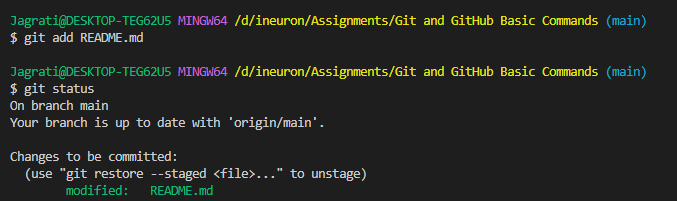 Jagrati@DESKTOP-TEG62U5 MINGW64 /d/ineuron/Assignments/Git and GitHub Basic Commands (main)
$ git add README.md
Jagrati@DESKTOP-TEG62U5 MINGW64 /d/ineuron/Assignments/Git and GitHub Basic Commands (main)
$ git status
On branch main
Your branch is up to date with 'origin/main'.
Changes to be committed:
  (use "git restore --staged <file>..." to unstage)
        modified:   README.md